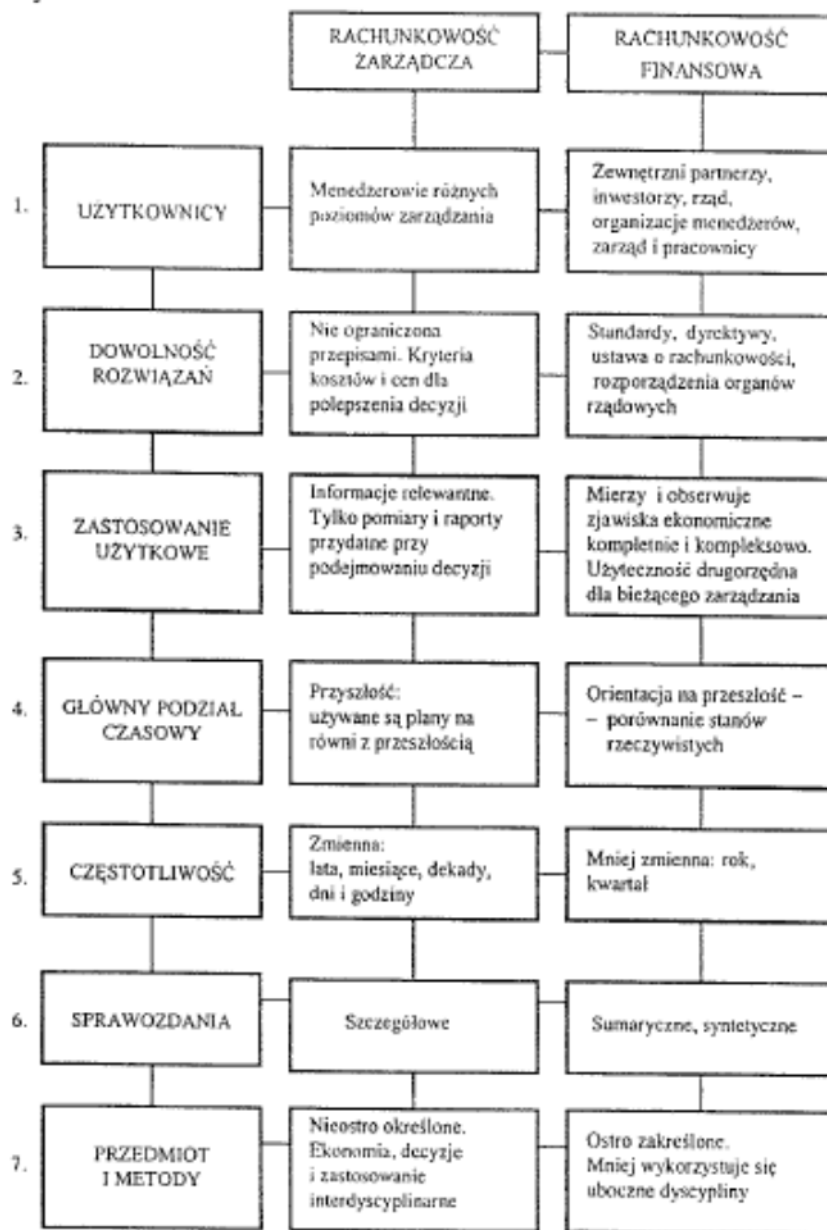 RACHUNKOWOŚĆ
ZARZĄDCZA
RACHUNKOWOŚĆ
FINANSOWA
1.
UŻYTKOWNICY
Menedżerowie różnych
poziomów zarządzania
Zewnętrzni partnerzy,
inwestorzy, rząd,
organizacje menedżerów,
zarząd i pracownicy
2.
DOWOLNOŚĆ
ROZWIĄZAŃ
Nie ograniczona
przepisami. Kryteria
kosztów i cen dla
polepszenia decyzji
Standardy, dyrektywy,
ustawa o rachunkowości,
rozporządzenia organów
rządowych
3.
ZASTOSOWANIE
UŻYTKOWE
Informacje relewantne.
Tylko pomiary i raporty
przydatne przy
podejmowaniu decyzji
Mierzy i obserwuje
zjawiska ekonomiczne
kompletnie i kompleksowo.
Użyteczność drugorzędna
dla bieżącego zarządzania
4.
GŁÓWNY PODZIAŁ
CZASOWY
Przyszłość:
używane są plany na
równi z przeszłością
Orientacja na przeszłość –
– porównanie stanów
rzeczywistych
5.
CZĘSTOTLIWOŚĆ
Zmienna:
lata, miesiące, dekady,
dni i godziny
Mniej zmienna: rok,
kwartał
6.
SPRAWOZDANIA
Szczegółowe
Sumaryczne, syntetyczne
7.
PRZEDMIOT
I METODY
Nieostro określone.
Ekonomia, decyzje
i zastosowanie
interdyscyplinarne
Ostro zakreślone.
Mniej wykorzystuje się
uboczne dyscypliny